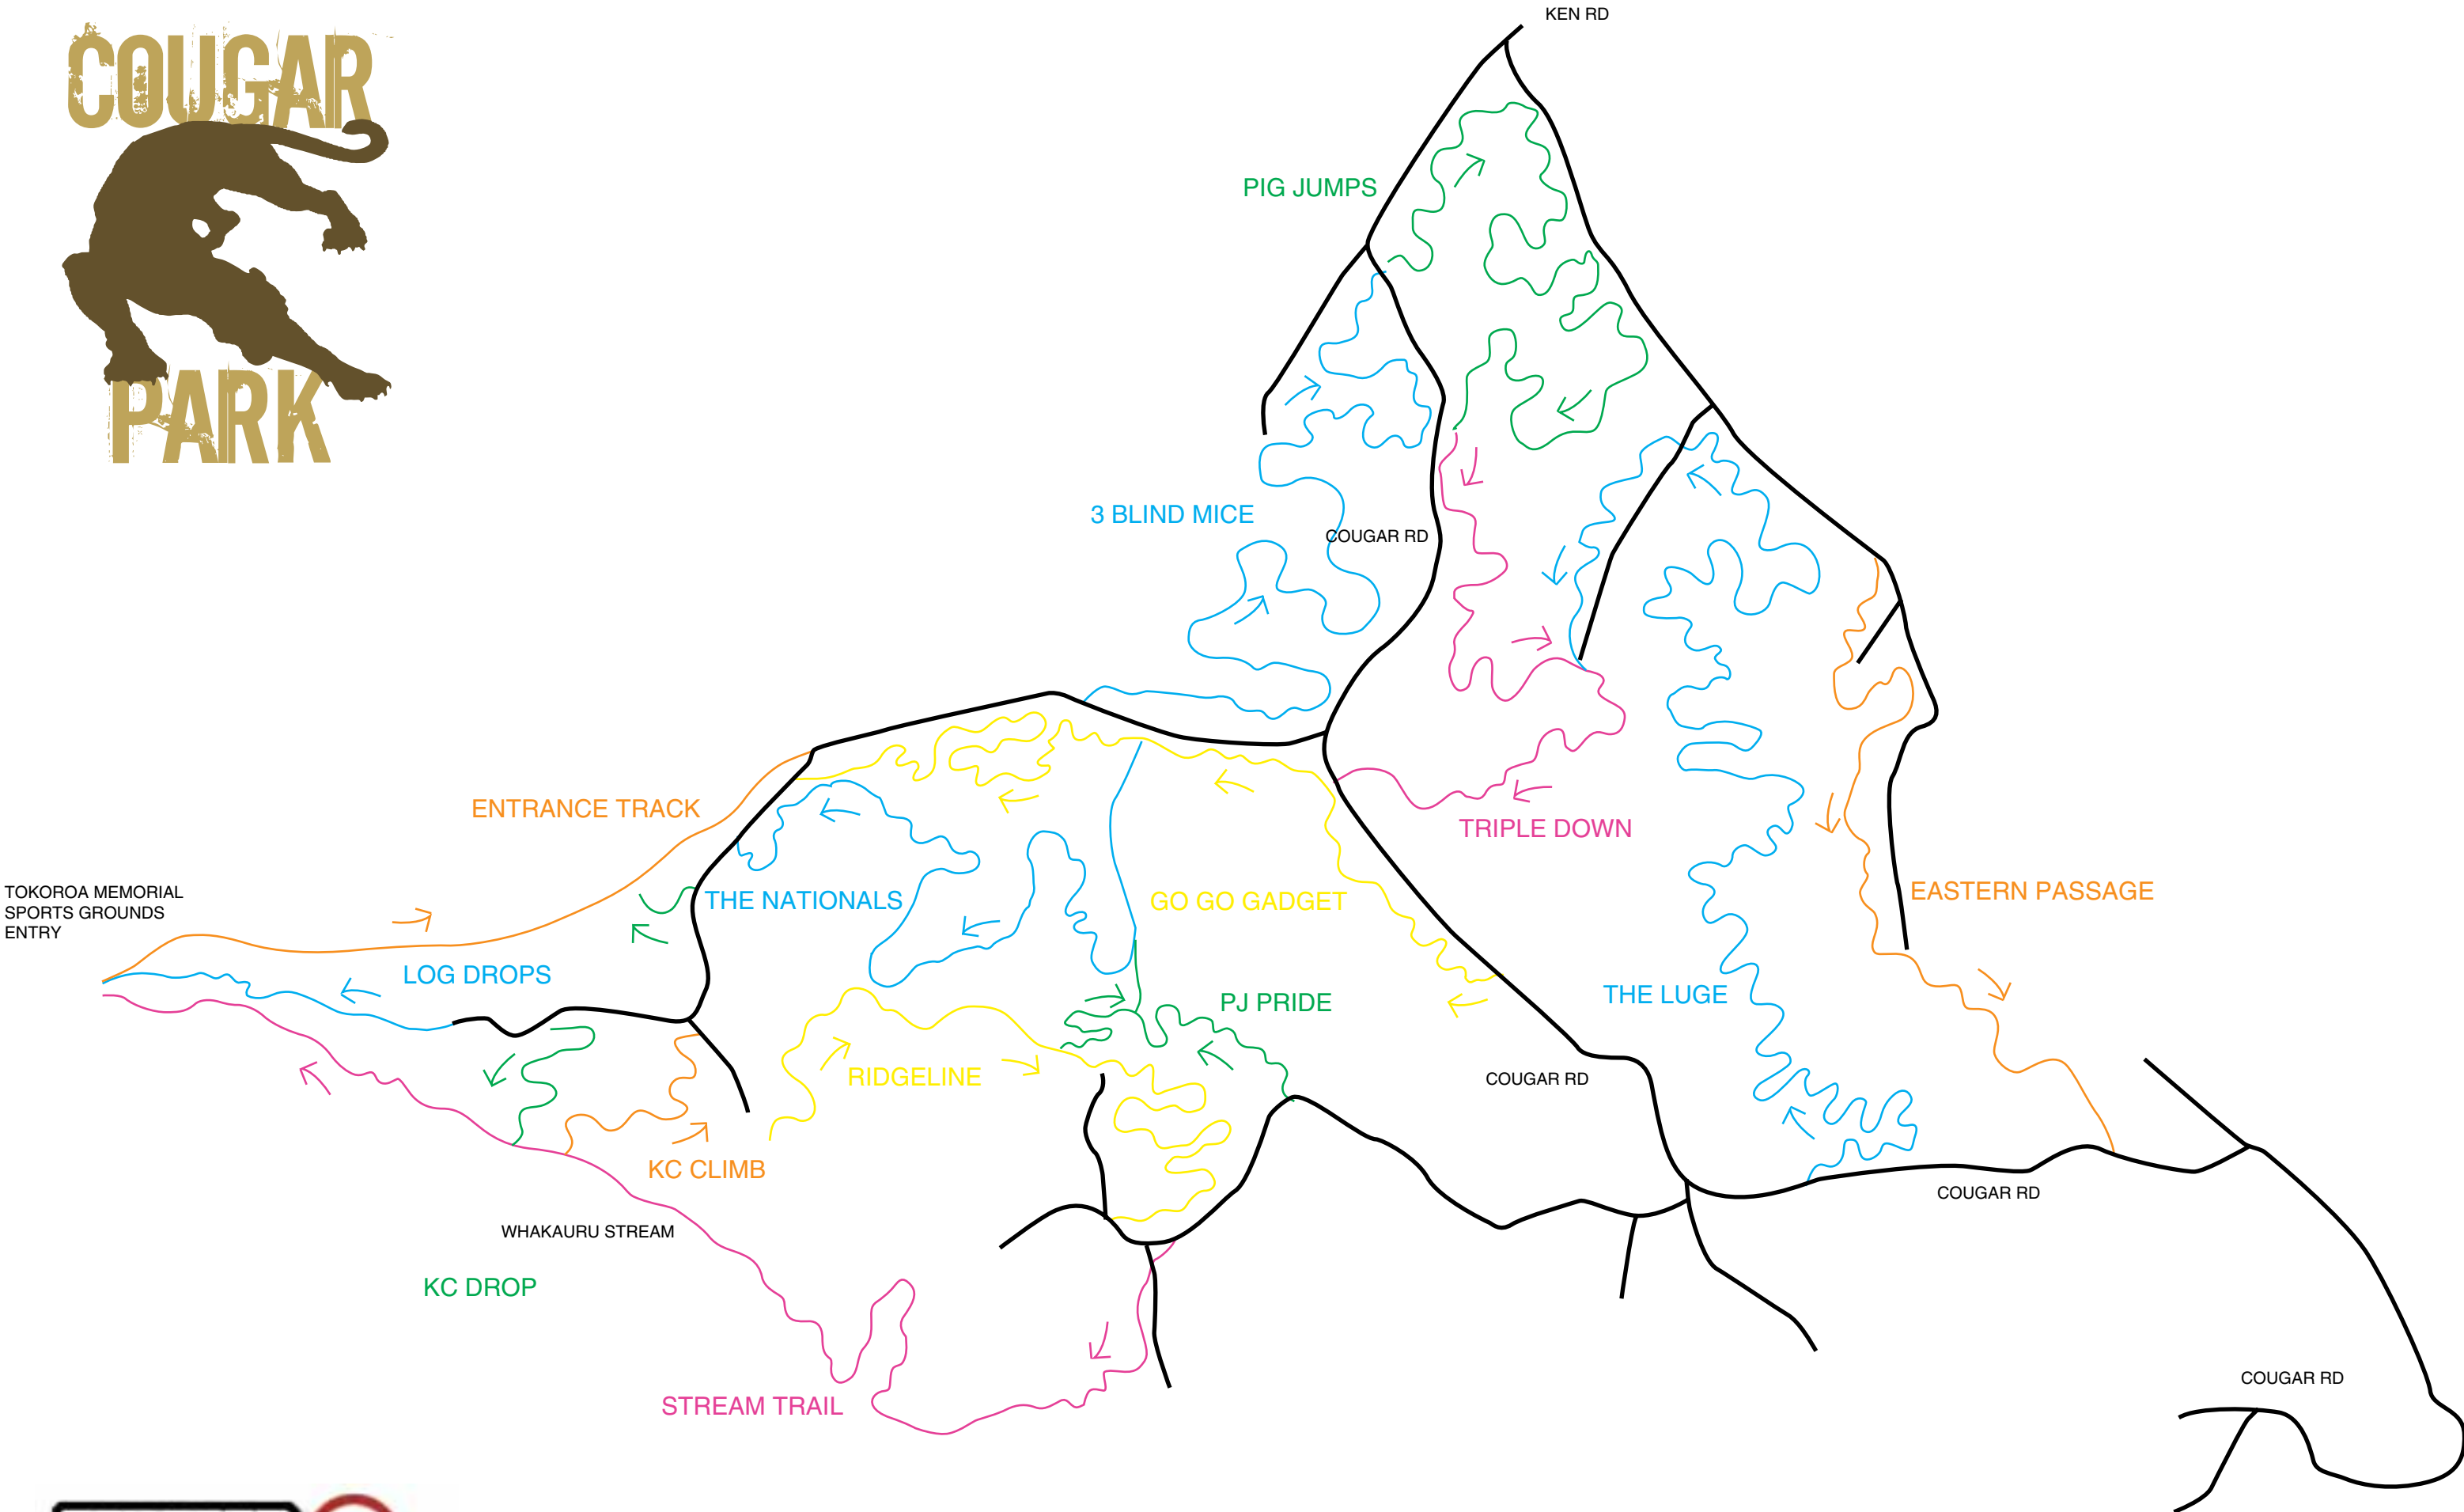 COUGAR
PARK
KEN RD
PIG JUMPS
3 BLIND MICE
COUGAR RD
ENTRANCE TRACK
TRIPLE DOWN
TOKOROA MEMORIAL
SPORTS GROUNDS
ENTRY
THE NATIONALS
GO GO GADGET
EASTERN PASSAGE
LOG DROPS
PJ PRIDE
THE LUGE
RIDGELINE
COUGAR RD
KC CLIMB
COUGAR RD
WHAKAURU STREAM
KC DROP
COUGAR RD
STREAM TRAIL